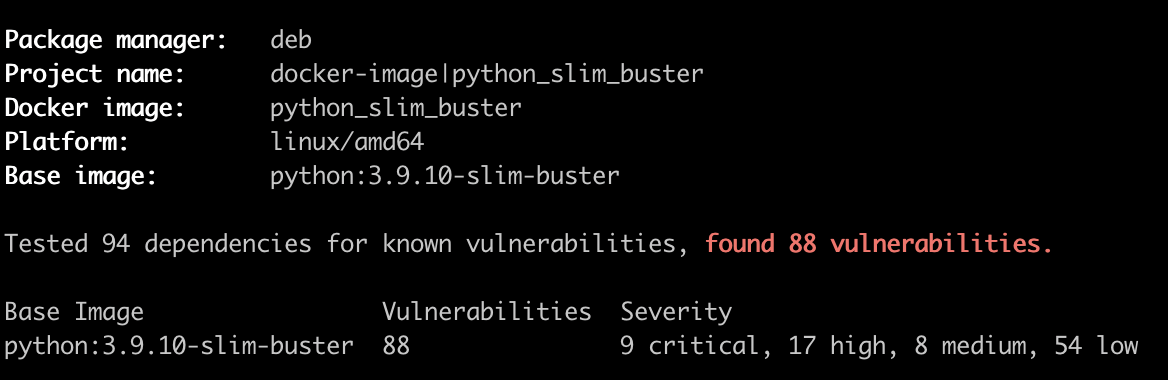 Package manager: deb
Project name: docker-image|python_slim_buster
Docker image: python_slim_buster
Platform: linux/amd64
Base image: python:3.9.10-slim-buster
Tested 94 dependencies for known vulnerabilities, found 88 vulnerabilities.
Base Image Vulnerabilities Severity
python:3.9.10-slim-buster 88 9 critical, 17 high, 8 medium, 54 low